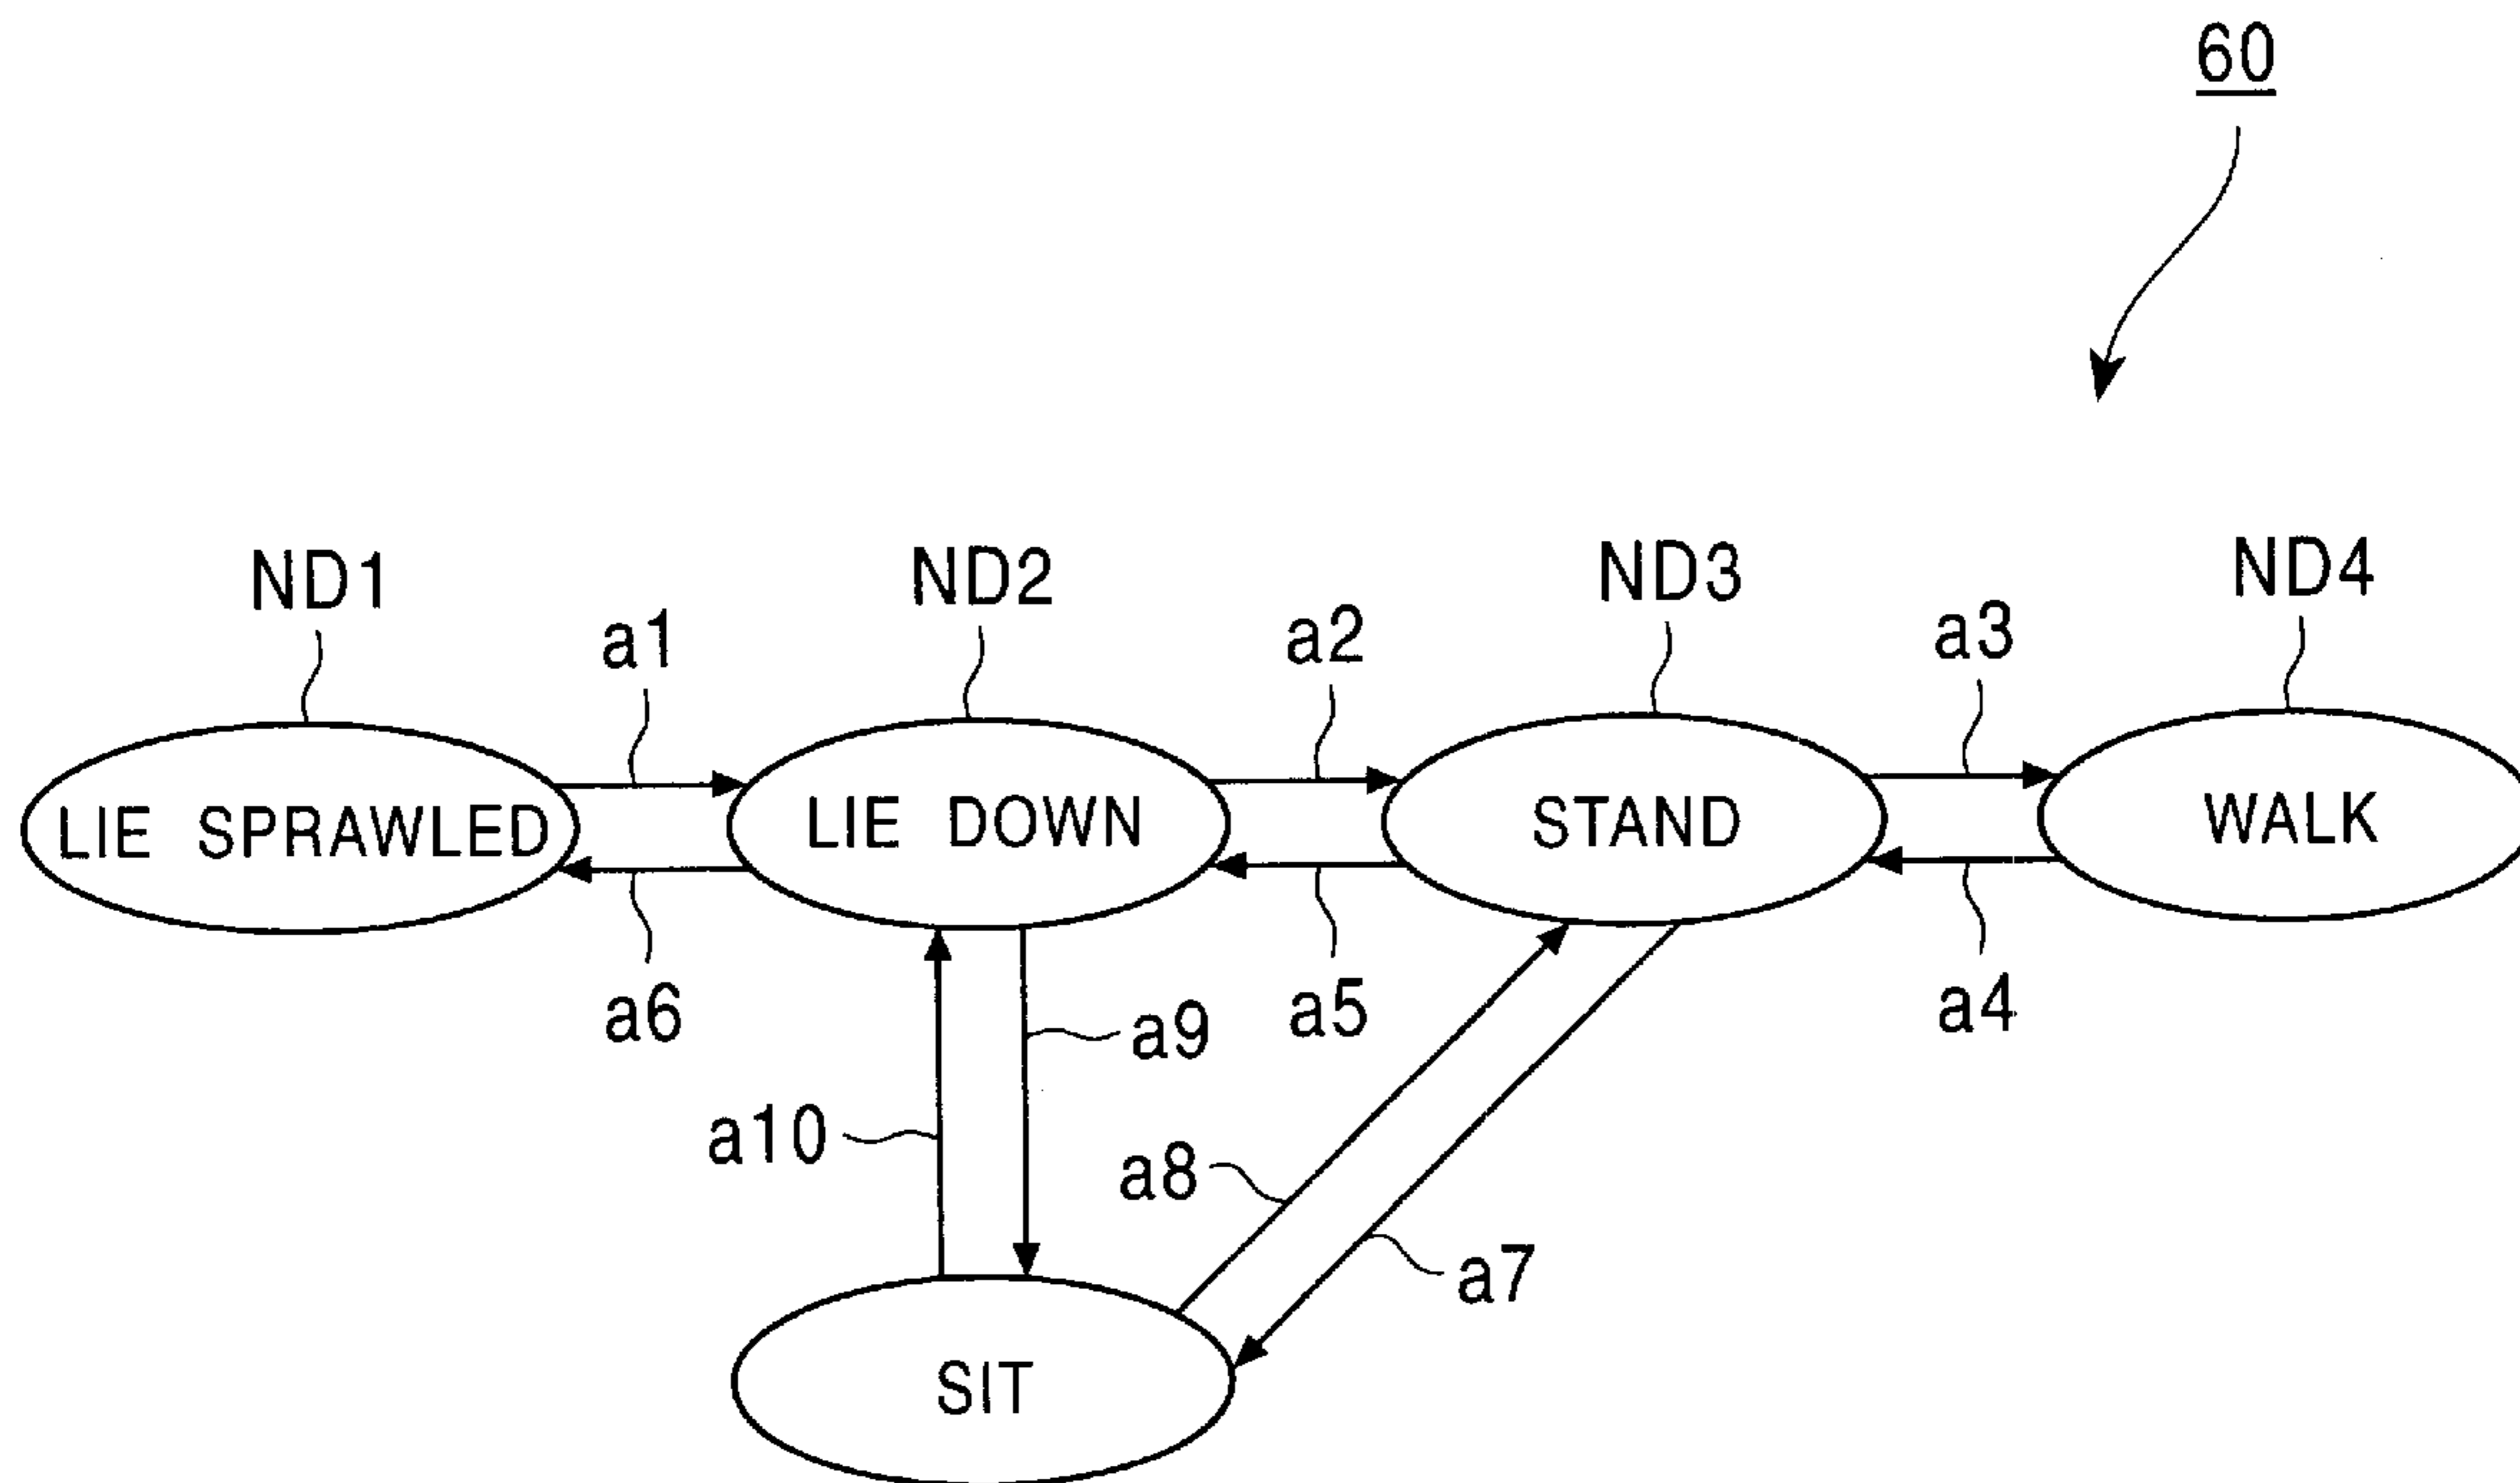 60
ND1
ND2
ND3
ND4
a1
a2
a3
LIE SPRAWLED
LIE DOWN
STAND
WALK
a6
a9
a5
a4
a10
a8
a7
SIT